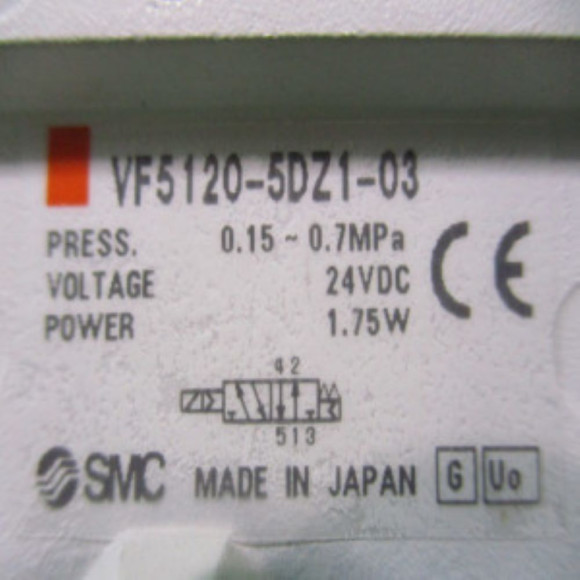 VF5120-5DZ1-03
PRESS. 0.15 ~ 0.7MPa
VOLTAGE 24VDC
POWER 1.75W
CE
4 2
5 1 3
SMC MADE IN JAPAN G Uo